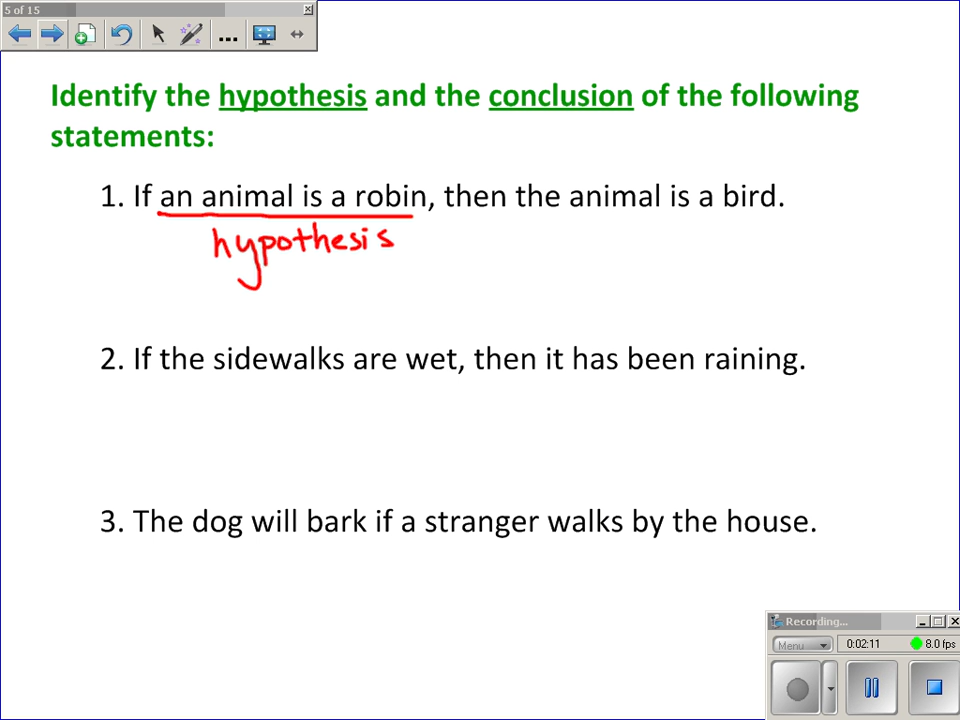 5 of 15
Identify the hypothesis and the conclusion of the following
statements:
1. If an animal is a robin, then the animal is a bird.
hypothesis
2. If the sidewalks are wet, then it has been raining.
3. The dog will bark if a stranger walks by the house.
Recording...
Menu 0:02:11 8.0 fps